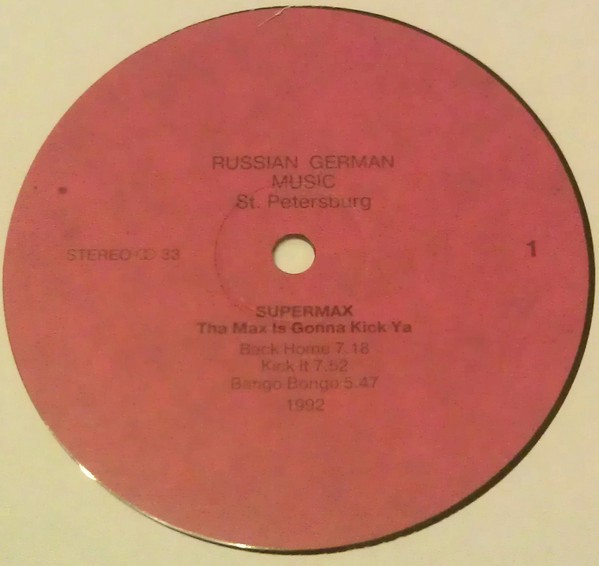 RUSSIAN GERMAN
MUSIC
St. Petersburg
STEREO 33
1
SUPERMAX
Tha Max Is Gonna Kick Ya
Back Home 7.18
Kick It 7.52
Bango Bongo 5.47
1992